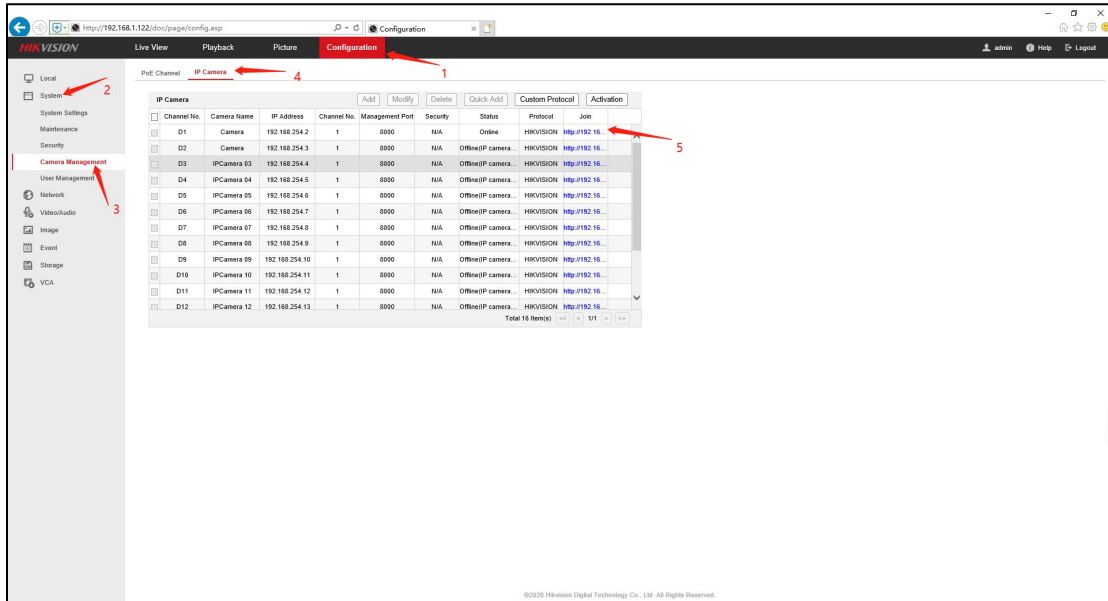 http://192.168.1.122/doc/page/config.asp
Configuration
HIKVISION
Live View Playback Picture Configuration
admin Help Logout
1
Local
System
2
System Settings
Maintenance
Security
Camera Management
3
User Management
Network
Video/Audio
Image
Event
Storage
VCA
PoE Channel IP Camera
4
IP Camera Add Modify Delete Quick Add Custom Protocol Activation
Channel No. Camera Name IP Address Channel No. Management Port Security Status Protocol Join
D1 Camera 192.168.254.2 1 8000 N/A Online HIKVISION http://192.16...
5
D2 Camera 192.168.254.3 1 8000 N/A Offline(IP camera... HIKVISION http://192.16...
D3 IPCamera 03 192.168.254.4 1 8000 N/A Offline(IP camera... HIKVISION http://192.16...
D4 IPCamera 04 192.168.254.5 1 8000 N/A Offline(IP camera... HIKVISION http://192.16...
D5 IPCamera 05 192.168.254.6 1 8000 N/A Offline(IP camera... HIKVISION http://192.16...
D6 IPCamera 06 192.168.254.7 1 8000 N/A Offline(IP camera... HIKVISION http://192.16...
D7 IPCamera 07 192.168.254.8 1 8000 N/A Offline(IP camera... HIKVISION http://192.16...
D8 IPCamera 08 192.168.254.9 1 8000 N/A Offline(IP camera... HIKVISION http://192.16...
D9 IPCamera 09 192.168.254.10 1 8000 N/A Offline(IP camera... HIKVISION http://192.16...
D10 IPCamera 10 192.168.254.11 1 8000 N/A Offline(IP camera... HIKVISION http://192.16...
D11 IPCamera 11 192.168.254.12 1 8000 N/A Offline(IP camera... HIKVISION http://192.16...
D12 IPCamera 12 192.168.254.13 1 8000 N/A Offline(IP camera... HIKVISION http://192.16...
Total 16 Item(s) << < 1/1 > >>
©2020 Hikvision Digital Technology Co., Ltd. All Rights Reserved.